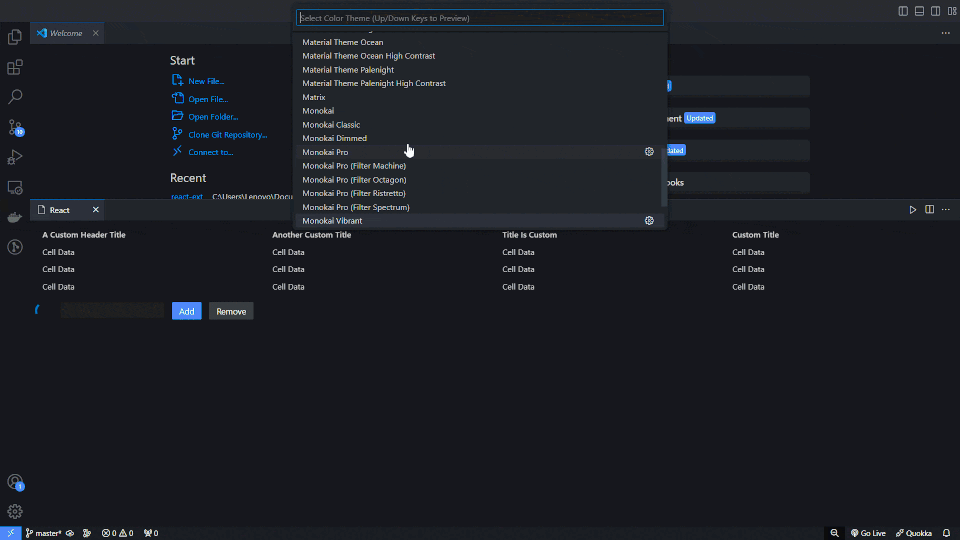 Select Color Theme (Up/Down Keys to Preview)
Welcome
Material Theme Ocean
Material Theme Ocean High Contrast
Material Theme Palenight
Material Theme Palenight High Contrast
Matrix
Monokai
Monokai Classic
Monokai Dimmed
Monokai Pro
Monokai Pro (Filter Machine)
Monokai Pro (Filter Octagon)
Monokai Pro (Filter Ristretto)
Monokai Pro (Filter Spectrum)
Monokai Vibrant
Start
New File...
Open File...
Open Folder...
Clone Git Repository...
Connect to...
Recent
react-ext C:\Users\Lenovo\Docu
Updated
10
React
A Custom Header Title Another Custom Title Title Is Custom Custom Title
Cell Data Cell Data Cell Data Cell Data
Cell Data Cell Data Cell Data Cell Data
Cell Data Cell Data Cell Data Cell Data
Add Remove
1
master* 0 0 0 Go Live Quokka